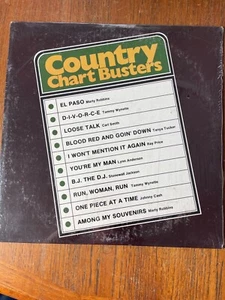 Country
Chart Busters
EL PASO Marty Robbins
D-I-V-O-R-C-E Tammy Wynette
LOOSE TALK Carl Smith
BLOOD RED AND GOIN' DOWN Tanya Tucker
I WON'T MENTION IT AGAIN Ray Price
YOU'RE MY MAN Lynn Anderson
B.J. THE D.J. Stonewall Jackson
RUN, WOMAN, RUN Tammy Wynette
ONE PIECE AT A TIME Johnny Cash
AMONG MY SOUVENIRS Marty Robbins